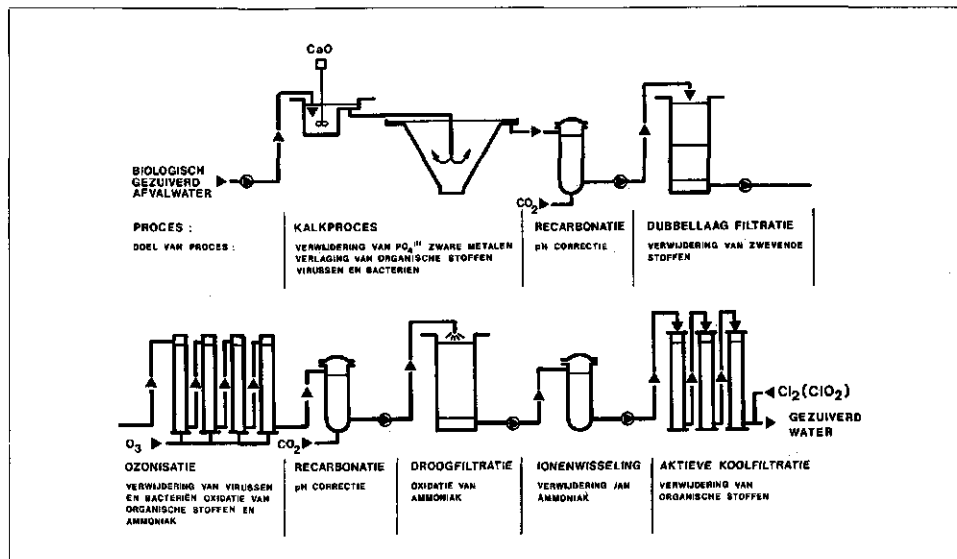 CaO
BIOLOGISCH
GEZUIVERD
AFVALWATER
CO2
PROCES :
DOEL VAN PROCES :
KALKPROCES
VERWIJDERING VAN PO4''' ZWARE METALEN
VERLAGING VAN ORGANISCHE STOFFEN
VIRUSSEN EN BACTERIEN
RECARBONATIE
pH CORRECTIE
DUBBELLAAG FILTRATIE
VERWIJDERING VAN ZWEVENDE
STOFFEN
O3
CO2
Cl2(ClO2)
GEZUIVERD
WATER
OZONISATIE
VERWIJDERING VAN VIRUSSEN
EN BACTERIËN OXIDATIE VAN
ORGANISCHE STOFFEN EN
AMMONIAK
RECARBONATIE
pH CORRECTIE
DROOGFILTRATIE
OXIDATIE VAN
AMMONIAK
IONENWISSELING
VERWIJDERING /AN
AMMONIAK
AKTIEVE KOOLFILTRATIE
VERWIJDERING VAN
ORGANISCHE STOFFEN